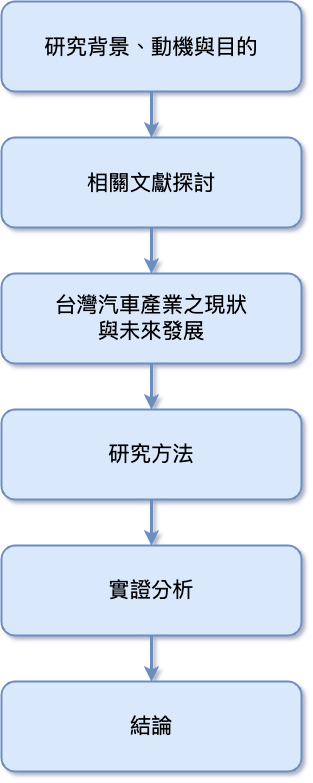 研究背景、動機與目的
相關文獻探討
台灣汽車產業之現狀
與未來發展
研究方法
實證分析
結論